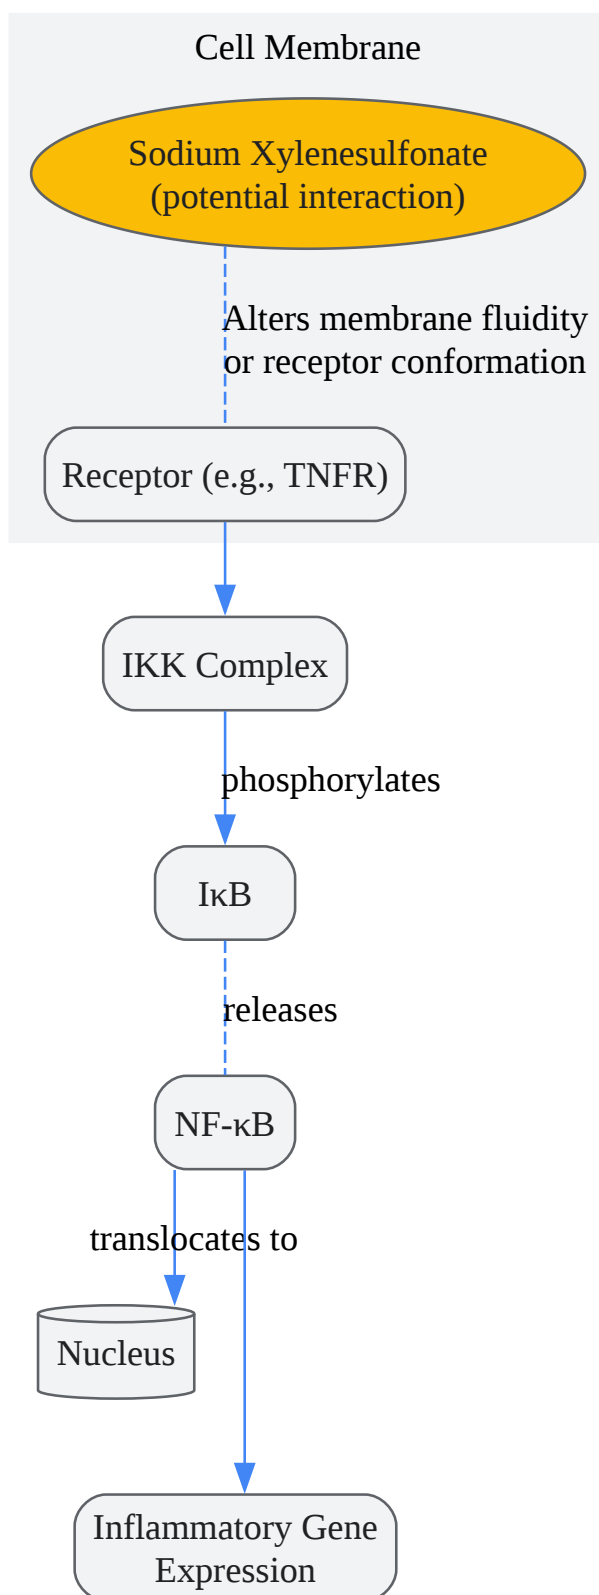 Cell Membrane
Sodium Xylenesulfonate
(potential interaction)
Alters membrane fluidity
or receptor conformation
Receptor (e.g., TNFR)
IKK Complex
phosphorylates
IκB
releases
NF-κB
translocates to
Nucleus
Inflammatory Gene
Expression